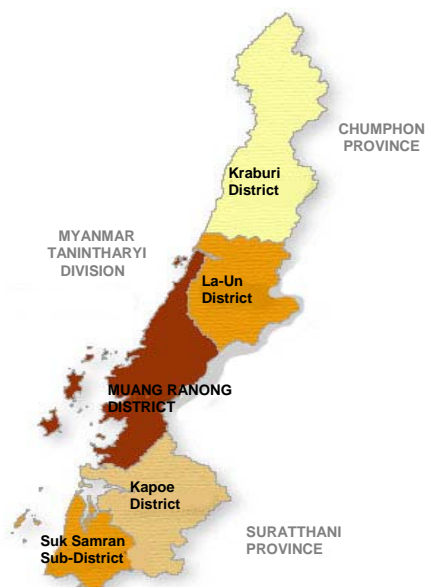 CHUMPHON
PROVINCE
Kraburi
District
MYANMAR
TANINTHARYI
DIVISION
La-Un
District
MUANG RANONG
DISTRICT
Kapoe
District
SURATTHANI
PROVINCE
Suk Samran
Sub-District